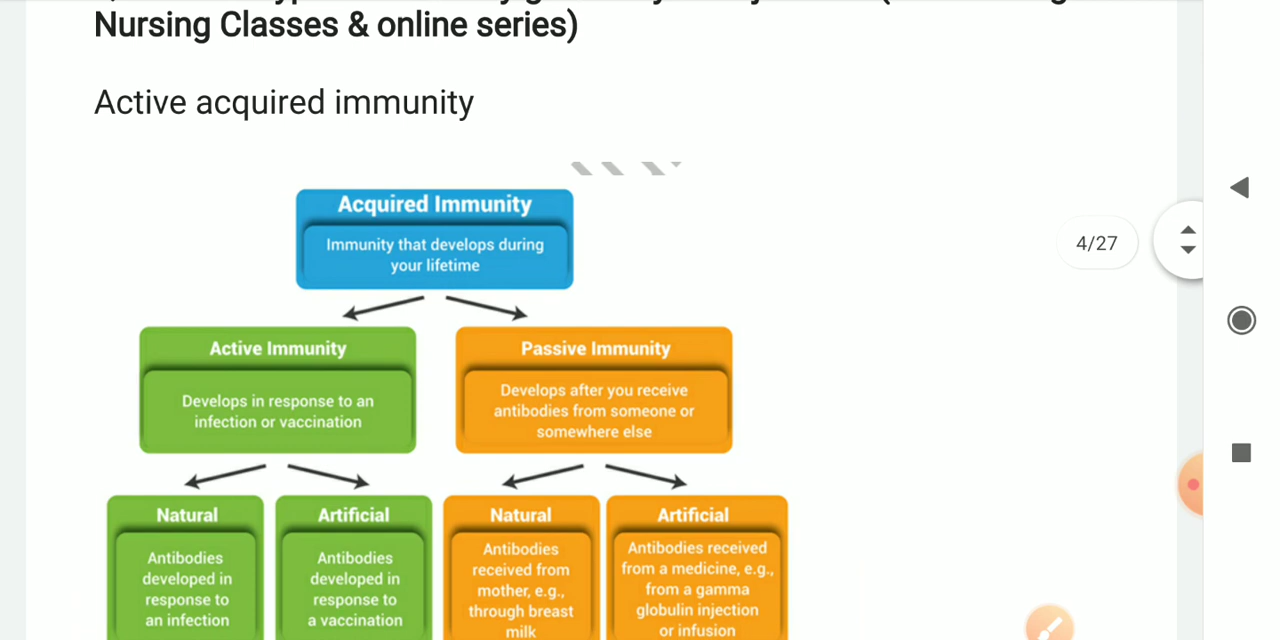 Nursing Classes & online series)
Active acquired immunity
Acquired Immunity
Immunity that develops during
your lifetime
4/27
Active Immunity
Develops in response to an
infection or vaccination
Passive Immunity
Develops after you receive
antibodies from someone or
somewhere else
Natural
Antibodies
developed in
response to
an infection
Artificial
Antibodies
developed in
response to
a vaccination
Natural
Antibodies
received from
mother, e.g.,
through breast
milk
Artificial
Antibodies received
from a medicine, e.g.,
from a gamma
globulin injection
or infusion